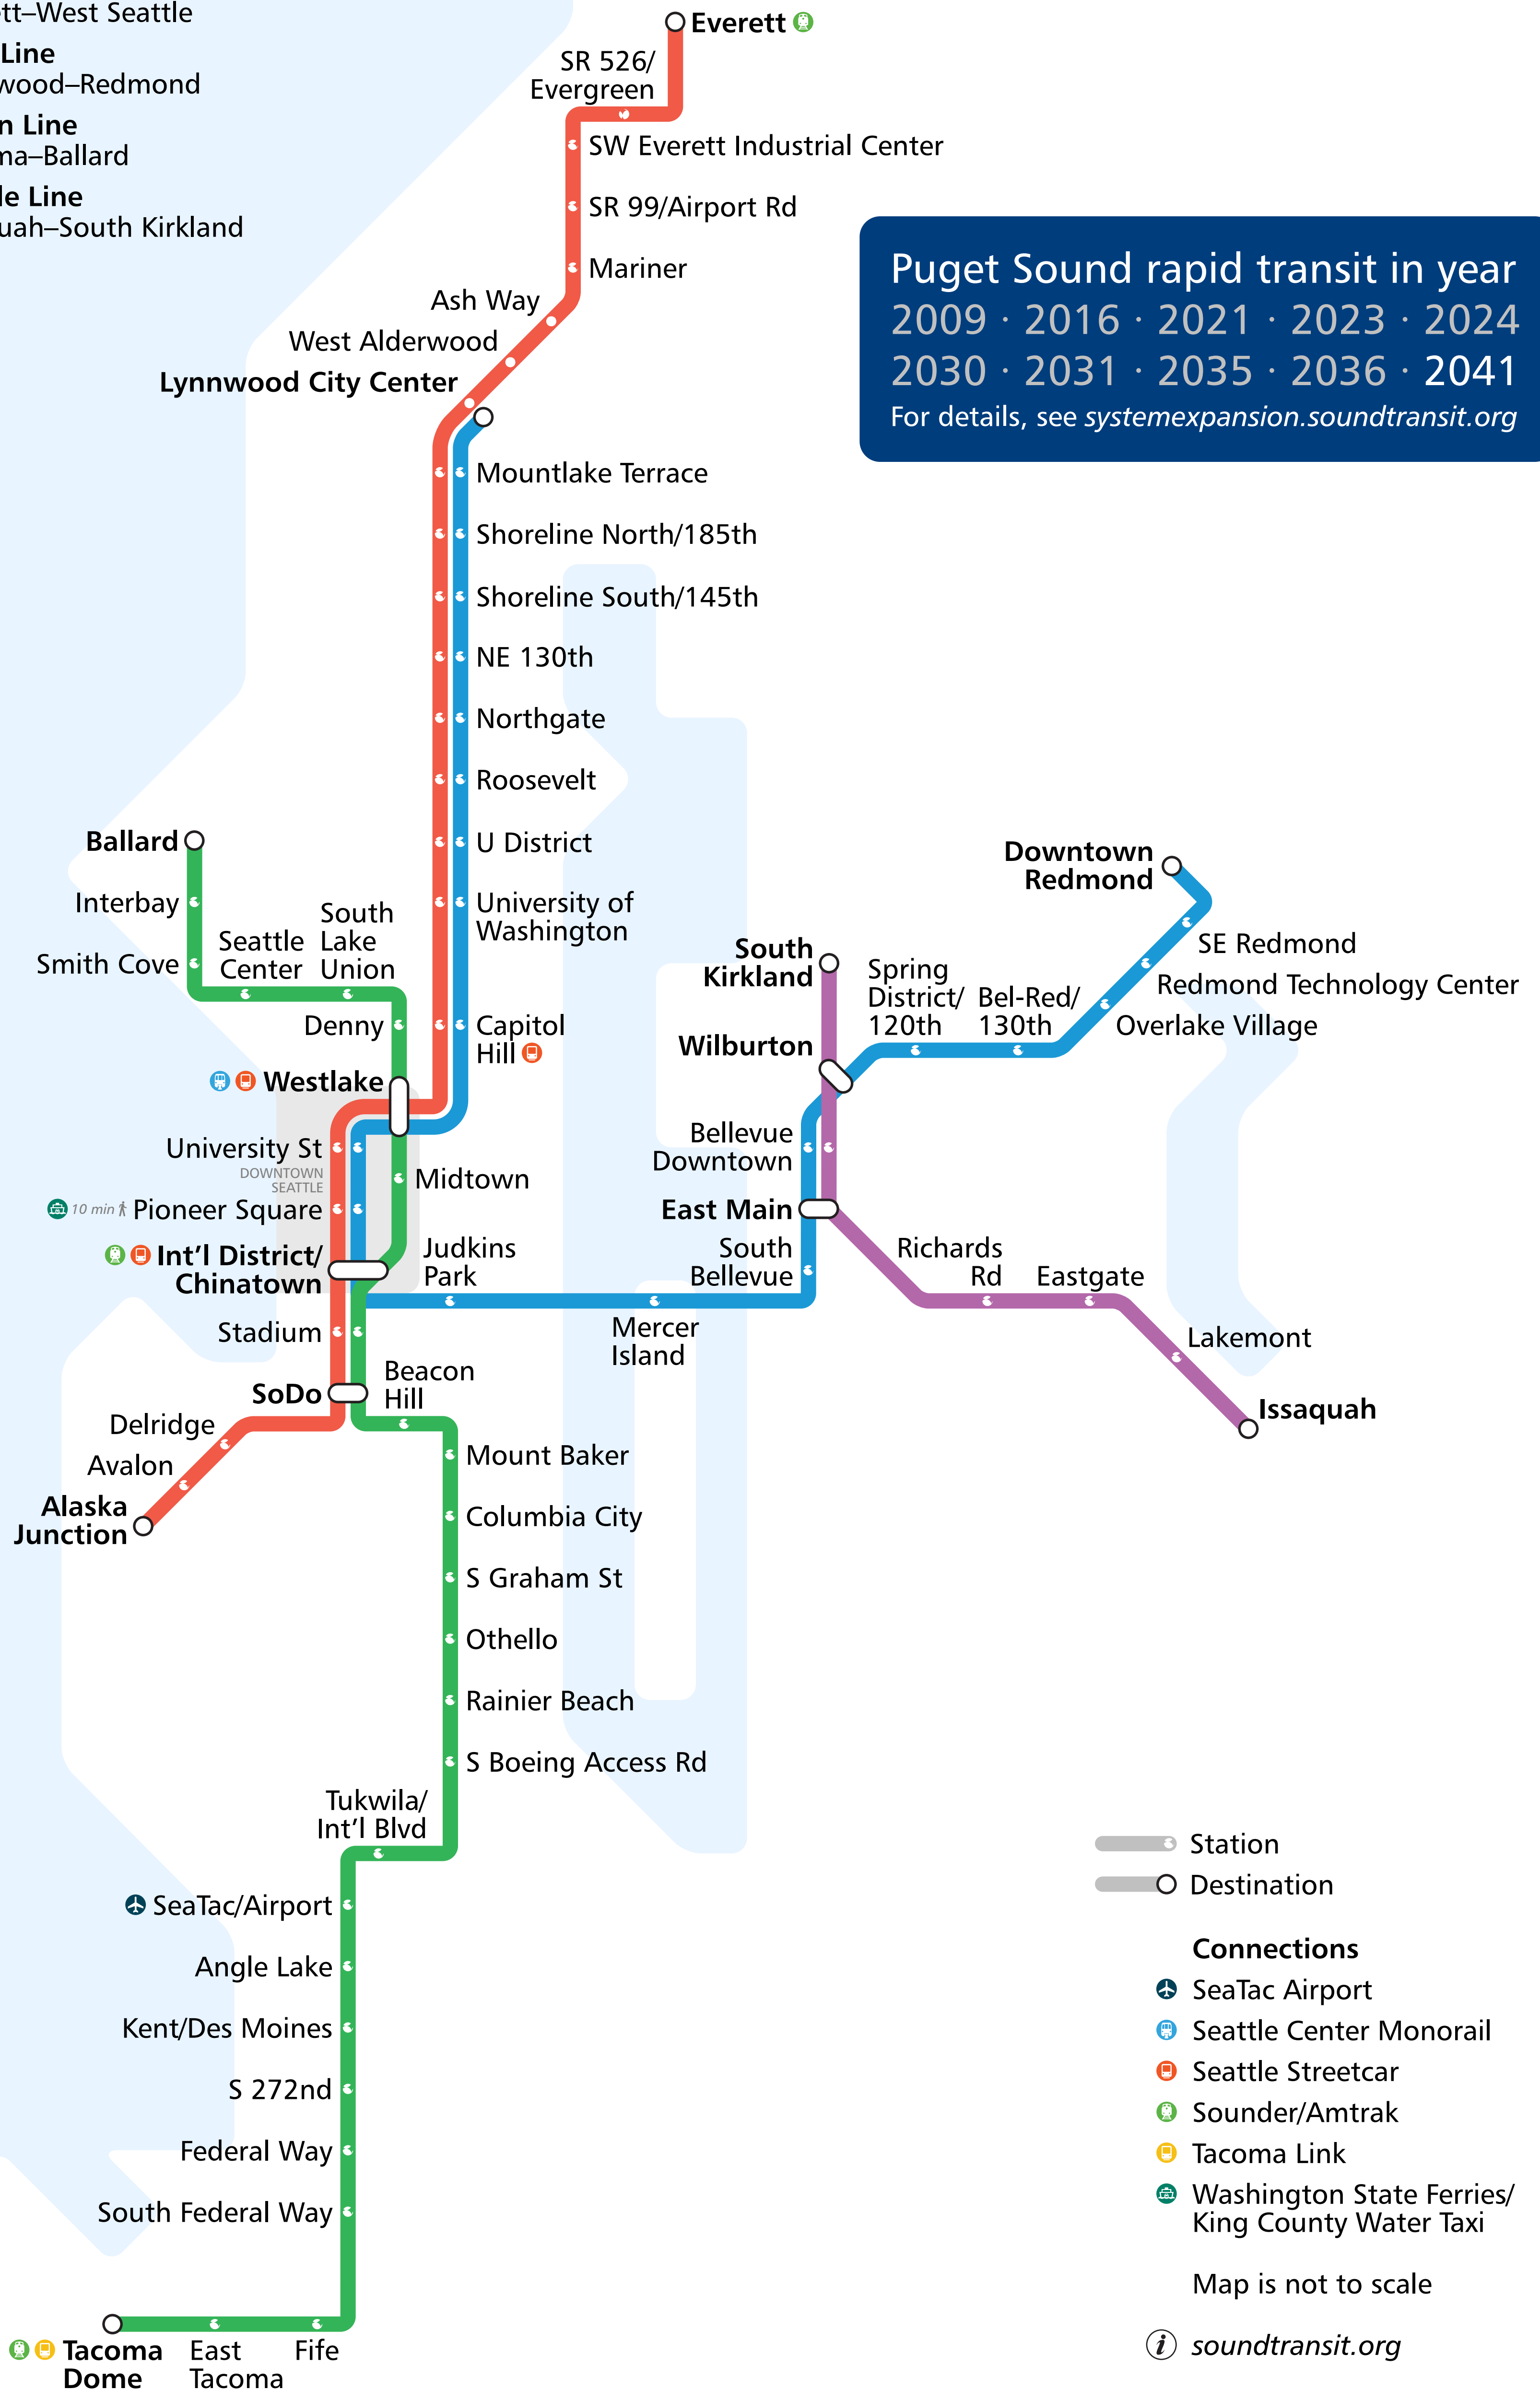 tt–West Seattle
Line
wood–Redmond
n Line
ma–Ballard
le Line
uah–South Kirkland
Everett
SR 526/
Evergreen
SW Everett Industrial Center
SR 99/Airport Rd
Mariner
Ash Way
West Alderwood
Lynnwood City Center
Puget Sound rapid transit in year
2009 · 2016 · 2021 · 2023 · 2024
2030 · 2031 · 2035 · 2036 · 2041
For details, see systemexpansion.soundtransit.org
Mountlake Terrace
Shoreline North/185th
Shoreline South/145th
NE 130th
Northgate
Roosevelt
U District
University of
Washington
Capitol
Hill
Ballard
Interbay
Smith Cove
Seattle
Center
South
Lake
Union
Denny
Westlake
University St
DOWNTOWN
SEATTLE
Midtown
10 min
Pioneer Square
Int'l District/
Chinatown
Judkins
Park
Mercer
Island
South
Bellevue
East Main
Bellevue
Downtown
Wilburton
South
Kirkland
Spring
District/
120th
Bel-Red/
130th
Overlake Village
Redmond Technology Center
SE Redmond
Downtown
Redmond
Richards
Rd
Eastgate
Lakemont
Issaquah
Stadium
SoDo
Beacon
Hill
Delridge
Avalon
Alaska
Junction
Mount Baker
Columbia City
S Graham St
Othello
Rainier Beach
S Boeing Access Rd
Tukwila/
Int'l Blvd
SeaTac/Airport
Angle Lake
Kent/Des Moines
S 272nd
Federal Way
South Federal Way
Tacoma
Dome
East
Tacoma
Fife
Station
Destination
Connections
SeaTac Airport
Seattle Center Monorail
Seattle Streetcar
Sounder/Amtrak
Tacoma Link
Washington State Ferries/
King County Water Taxi
Map is not to scale
i soundtransit.org